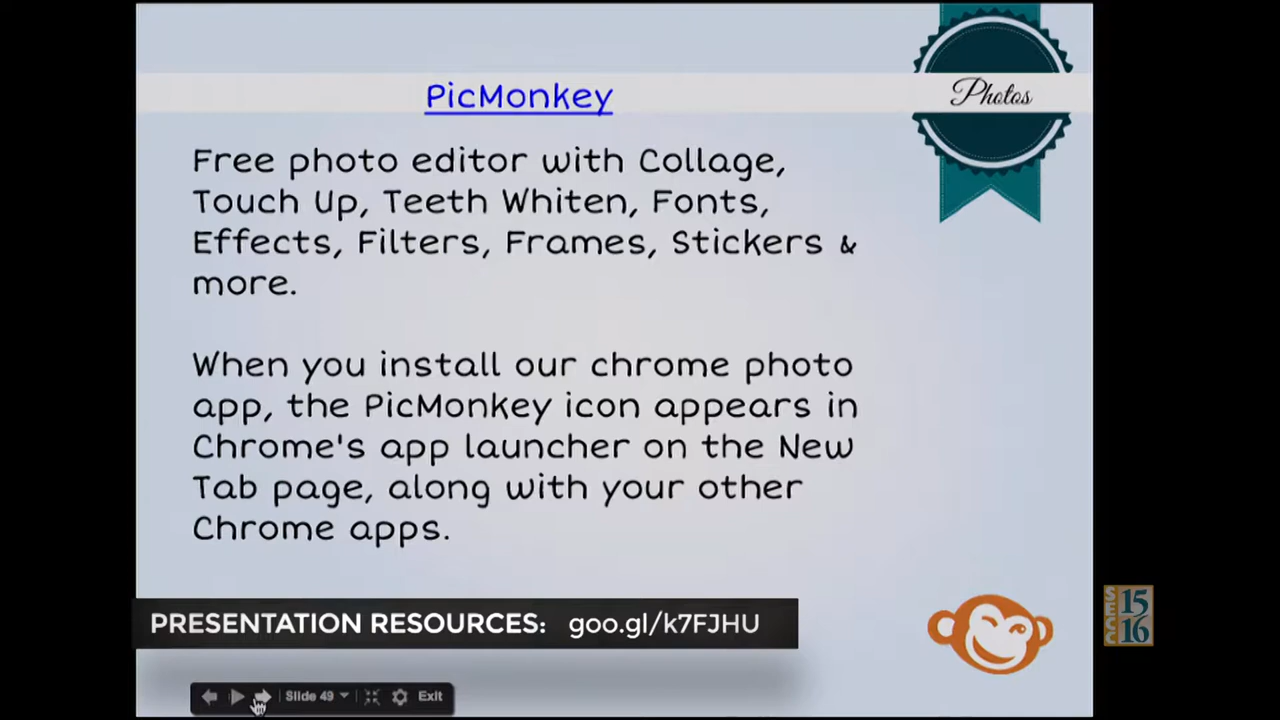 PicMonkey
Photos
Free photo editor with Collage,
Touch Up, Teeth Whiten, Fonts,
Effects, Filters, Frames, Stickers &
more.
When you install our chrome photo
app, the PicMonkey icon appears in
Chrome's app launcher on the New
Tab page, along with your other
Chrome apps.
PRESENTATION RESOURCES: goo.gl/k7FJHU
SECC 15 16
Slide 49
Exit